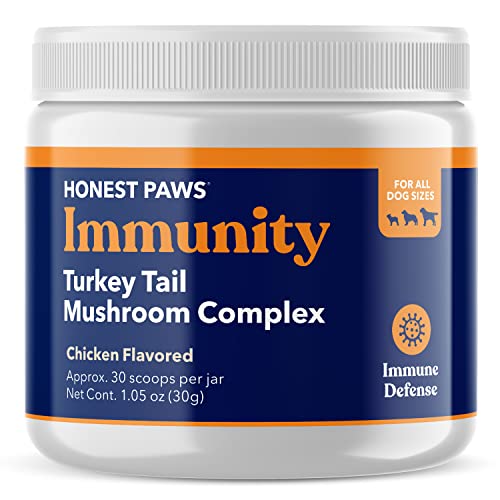 HONEST PAWS
FOR ALL
DOG SIZES
Immunity
Turkey Tail
Mushroom Complex
Chicken Flavored
Approx. 30 scoops per jar
Net Cont. 1.05 oz (30g)
Immune
Defense